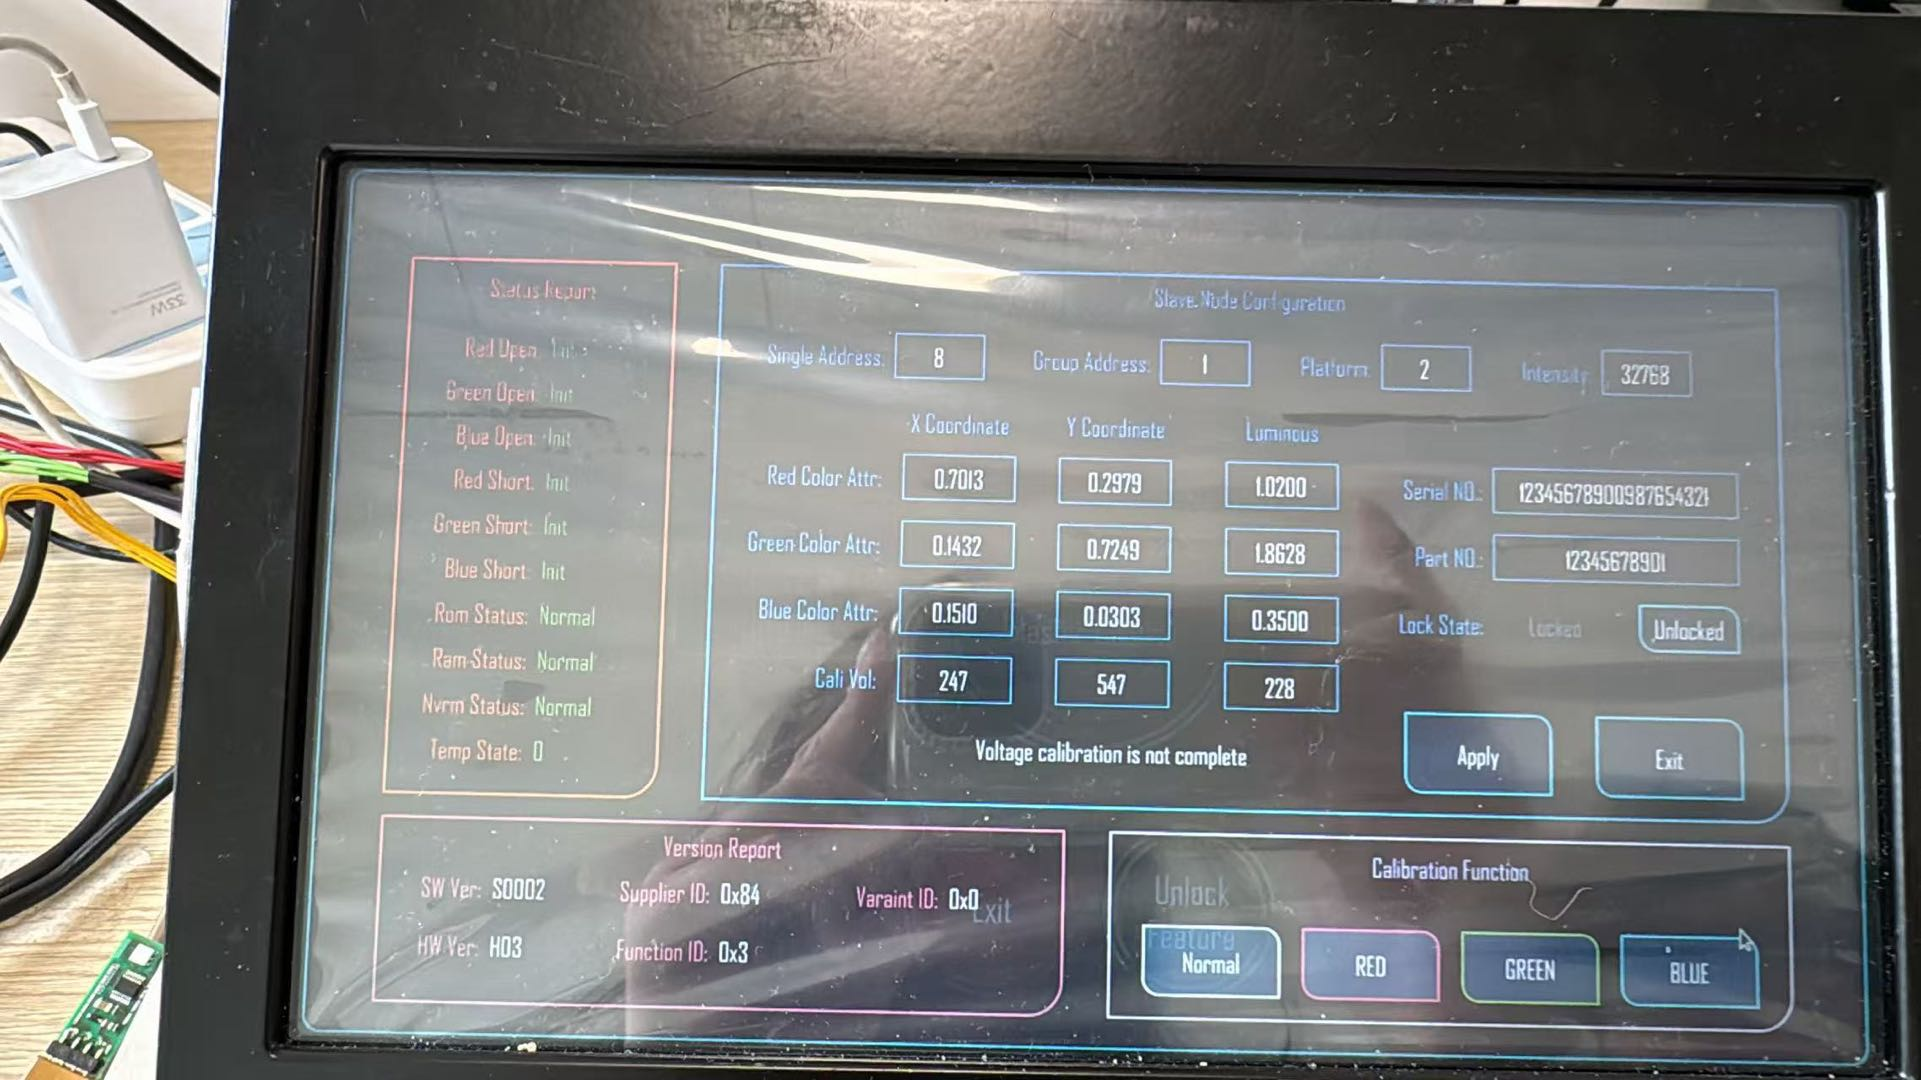 33W
Status Report
Red Open: Init
Green Open: Init
Blue Open: Init
Red Short: Init
Green Short: Init
Blue Short: Init
Rom Status: Normal
Ram Status: Normal
Nvrm Status: Normal
Temp State: 0
Slave Node Configuration
Single Address: 8 Group Address: 1 Platform: 2 Intensity: 32768
X Coordinate Y Coordinate Luminous
Red Color Attr: 0.7013 0.2979 1.0200 Serial NO.: 12345678900987654321
Green Color Attr: 0.1432 0.7249 1.8628 Part NO.: 12345678901
Blue Color Attr: 0.1510 0.0303 0.3500 Lock State: Locked Unlocked
Cali Vol: 247 547 228
Voltage calibration is not complete
Apply Exit
Version Report
SW Ver: S0002 Supplier ID: 0x84 Varaint ID: 0x0
Exit
HW Ver: H03 Function ID: 0x3
Calibration Function
Unlock
Feature
Normal RED GREEN BLUE